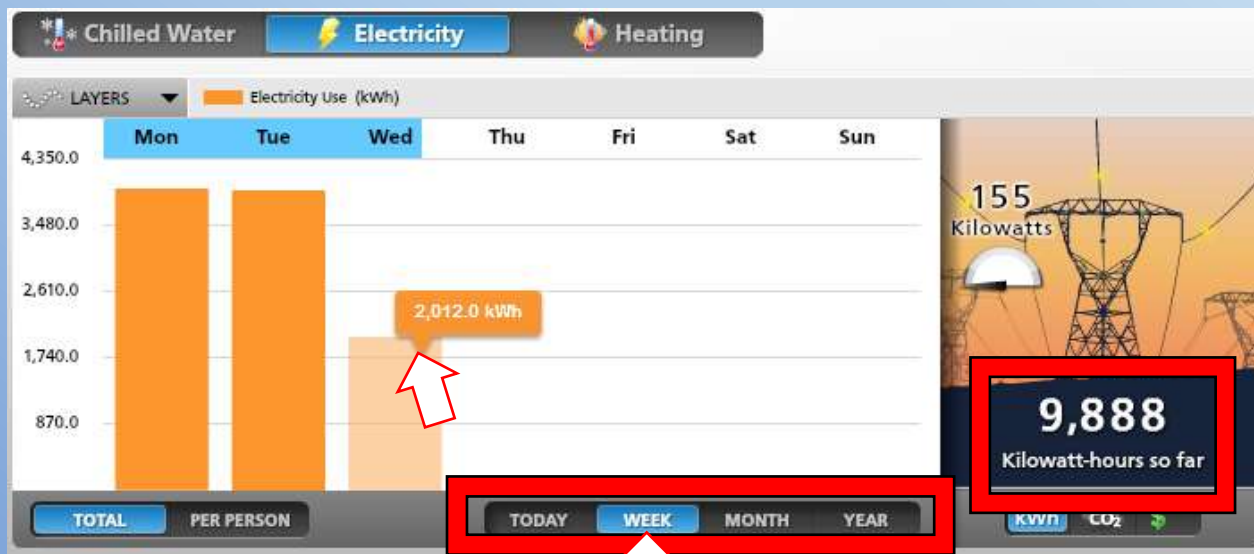 Chilled Water Electricity Heating
LAYERS Electricity Use (kWh)
Mon Tue Wed Thu Fri Sat Sun
4,350.0
3,480.0
2,610.0
1,740.0
870.0
2,012.0 kWh
155
Kilowatts
9,888
Kilowatt-hours so far
TOTAL PER PERSON
TODAY WEEK MONTH YEAR
kWh CO₂ $